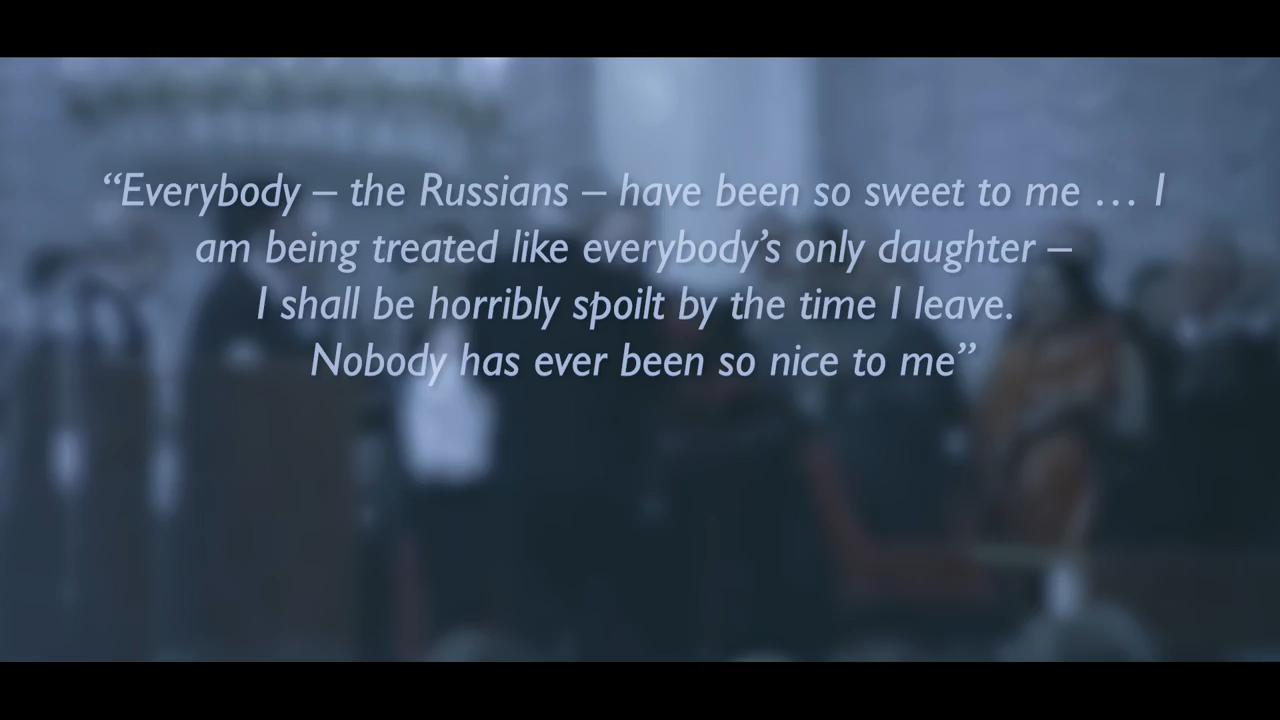 “Everybody – the Russians – have been so sweet to me … I
am being treated like everybody’s only daughter –
I shall be horribly spoilt by the time I leave.
Nobody has ever been so nice to me”